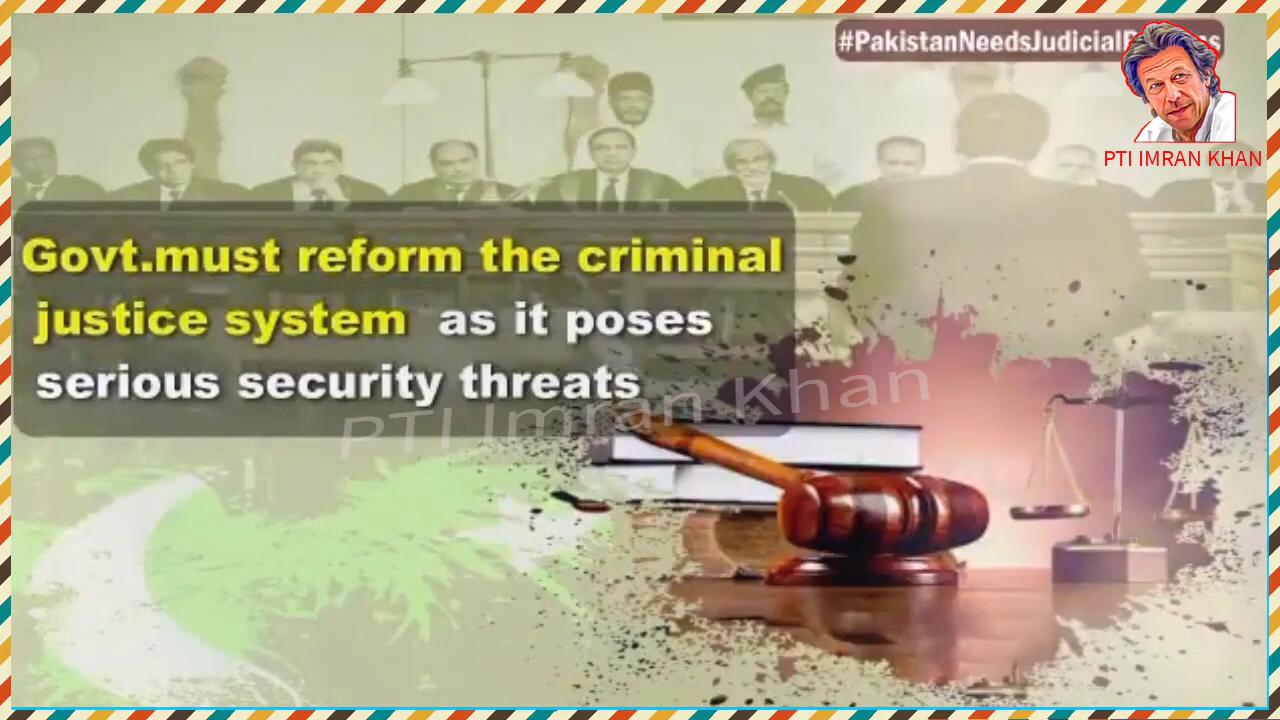 #PakistanNeedsJudicial
PTI IMRAN KHAN
Govt.must reform the criminal
justice system as it poses
serious security threats
PTI Imran Khan